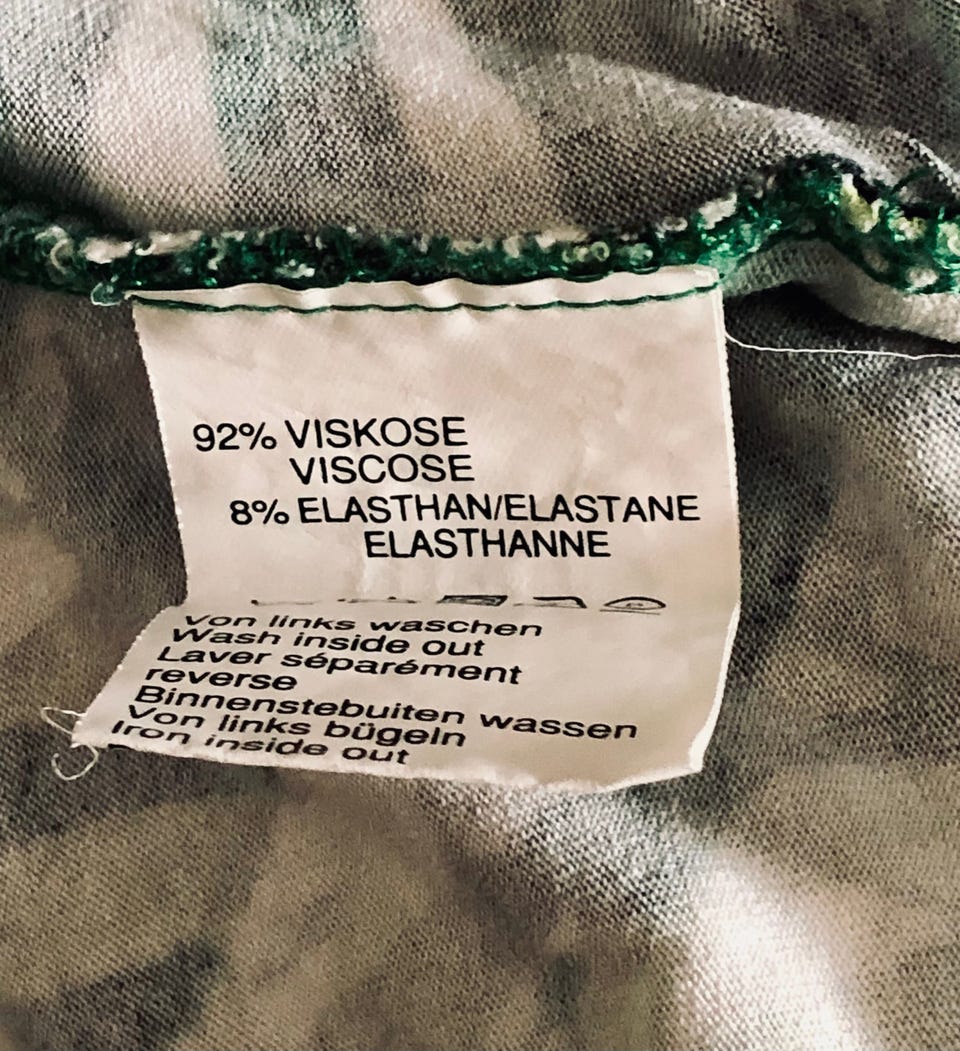 92% VISKOSE
VISCOSE
8% ELASTHAN/ELASTANE
ELASTHANNE
Von links waschen
Wash inside out
Laver séparément
reverse
Binnenstebuiten wassen
Von links bügeln
Iron inside out